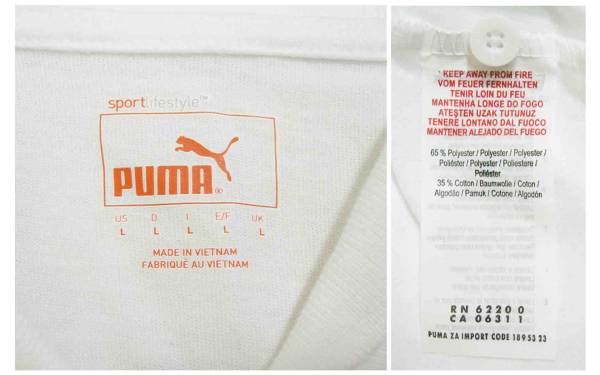 sportlifestyle™
PUMA®
US D I E/F UK
L L L L L
MADE IN VIETNAM
FABRIQUÉ AU VIETNAM
KEEP AWAY FROM FIRE
VOM FEUER FERNHALTEN
TENIR LOIN DU FEU
MANTENHA LONGE DO FOGO
ATEŞTEN UZAK TUTUNUZ
TENERE LONTANO DAL FUOCO
MANTENER ALEJADO DEL FUEGO
65 % Polyester / Polyester / Polyester /
Poliéster / Polyester / Poliestere /
Poliéster
35 % Cotton / Baumwolle / Coton /
Algodão / Pamuk / Cotone / Algodón
RN 62200
CA 06311
PUMA ZA IMPORT CODE 18953323